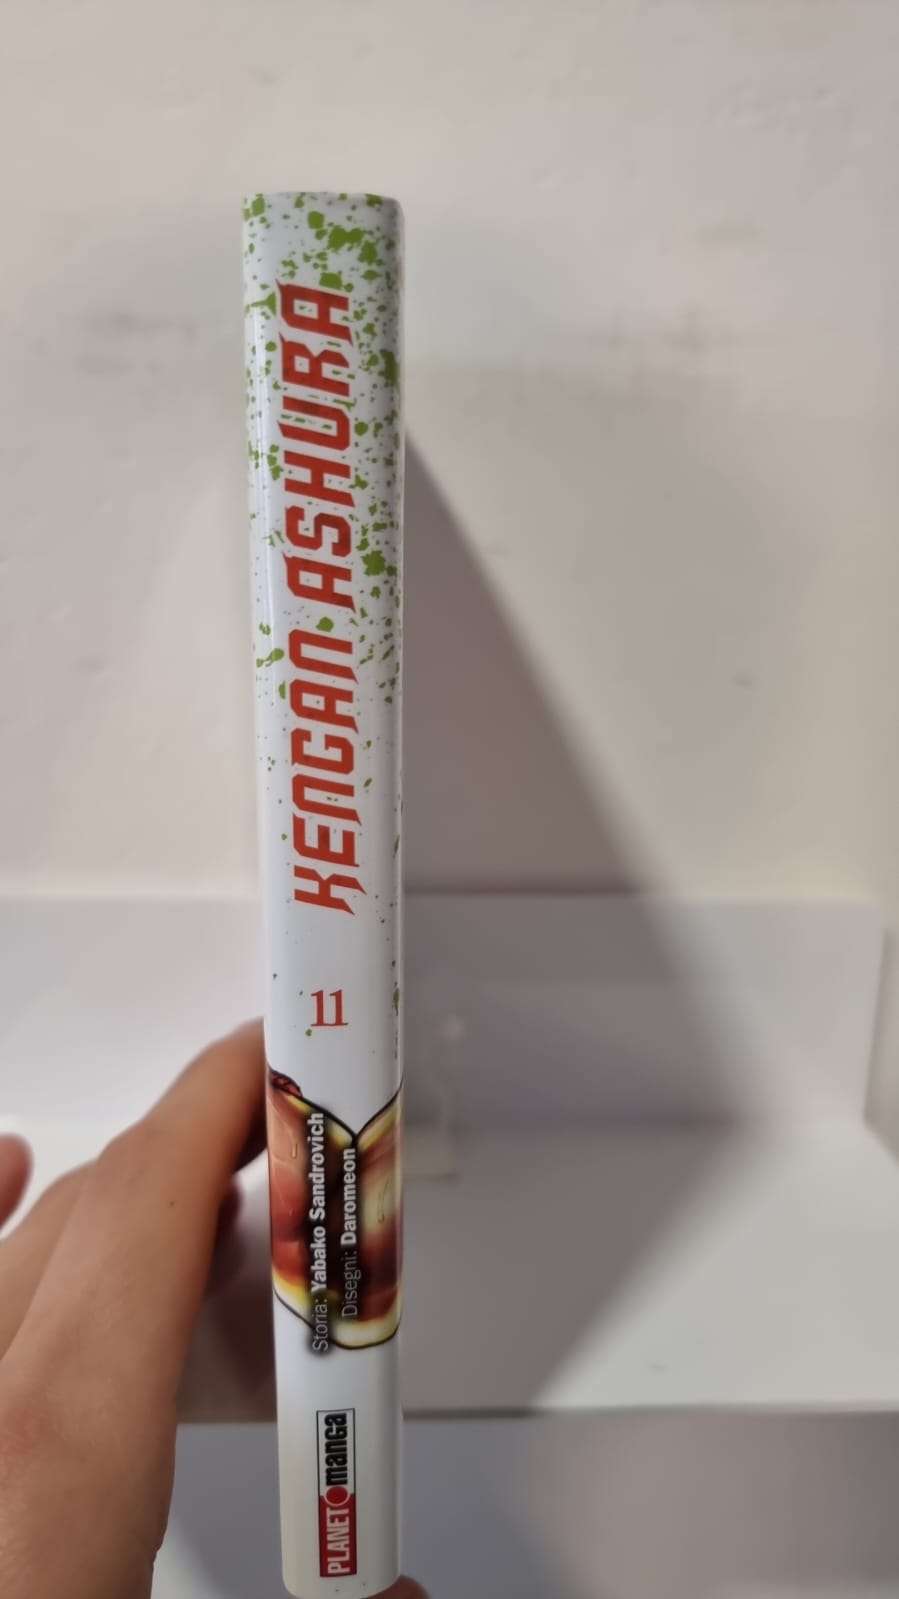 KENGAN ASHURA
11
Storia: Yabako Sandrovich
Disegni: Daromeon
PLANET manga